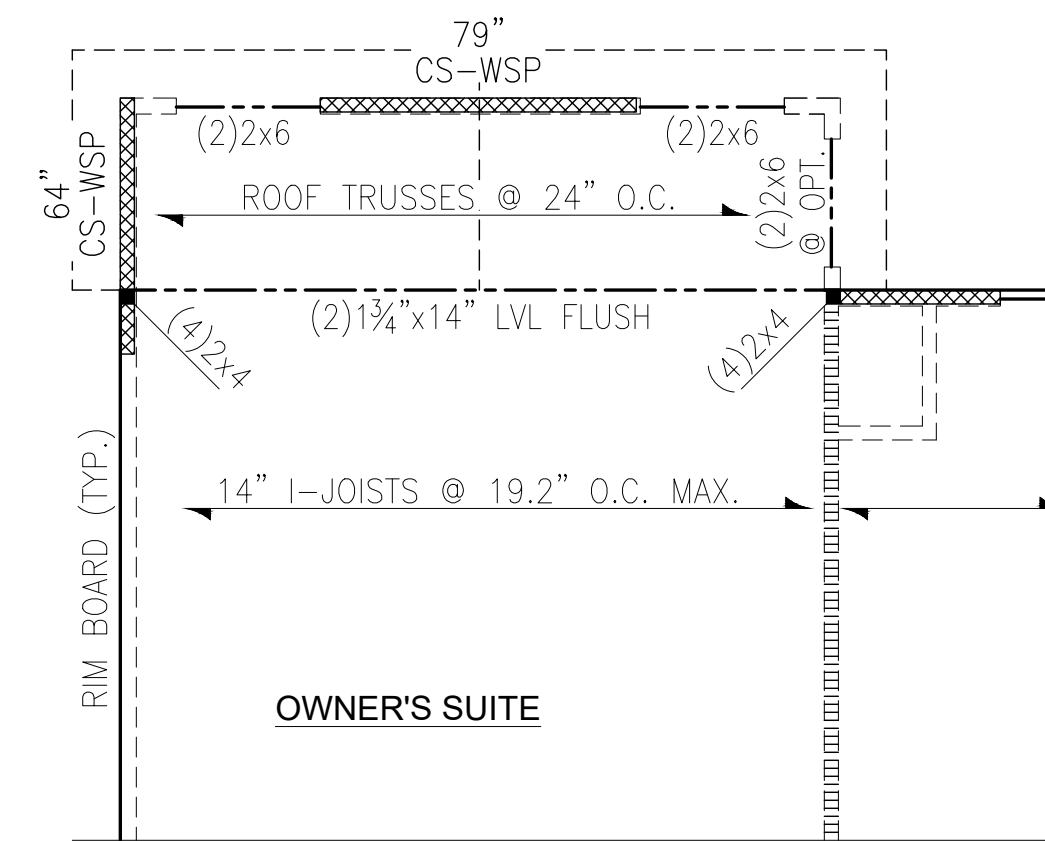 79”
CS-WSP
64”
CS-WSP
(2)2x6
(2)2x6
(2)2x6
@ OPT.
ROOF TRUSSES @ 24” O.C.
(2)1¾”x14” LVL FLUSH
(4)2x4
(4)2x4
14” I-JOISTS @ 19.2” O.C. MAX.
RIM BOARD (TYP.)
OWNER'S SUITE